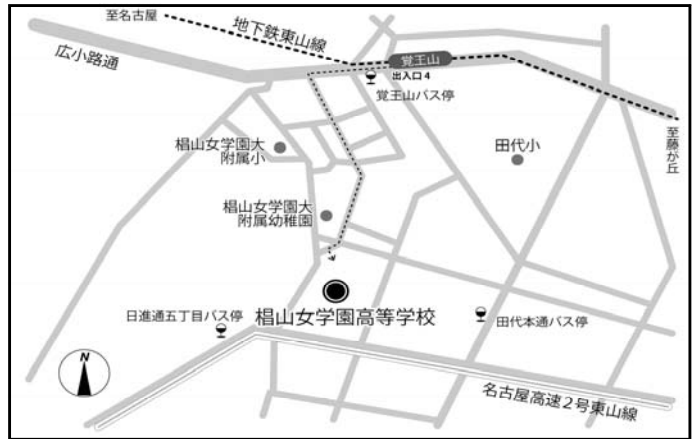 至名古屋
地下鉄東山線
広小路通
覚王山
出入口4
覚王山バス停
椙山女学園大
附属小
田代小
至藤が丘
椙山女学園大
附属幼稚園
日進通五丁目バス停
椙山女学園高等学校
田代本通バス停
N
名古屋高速2号東山線